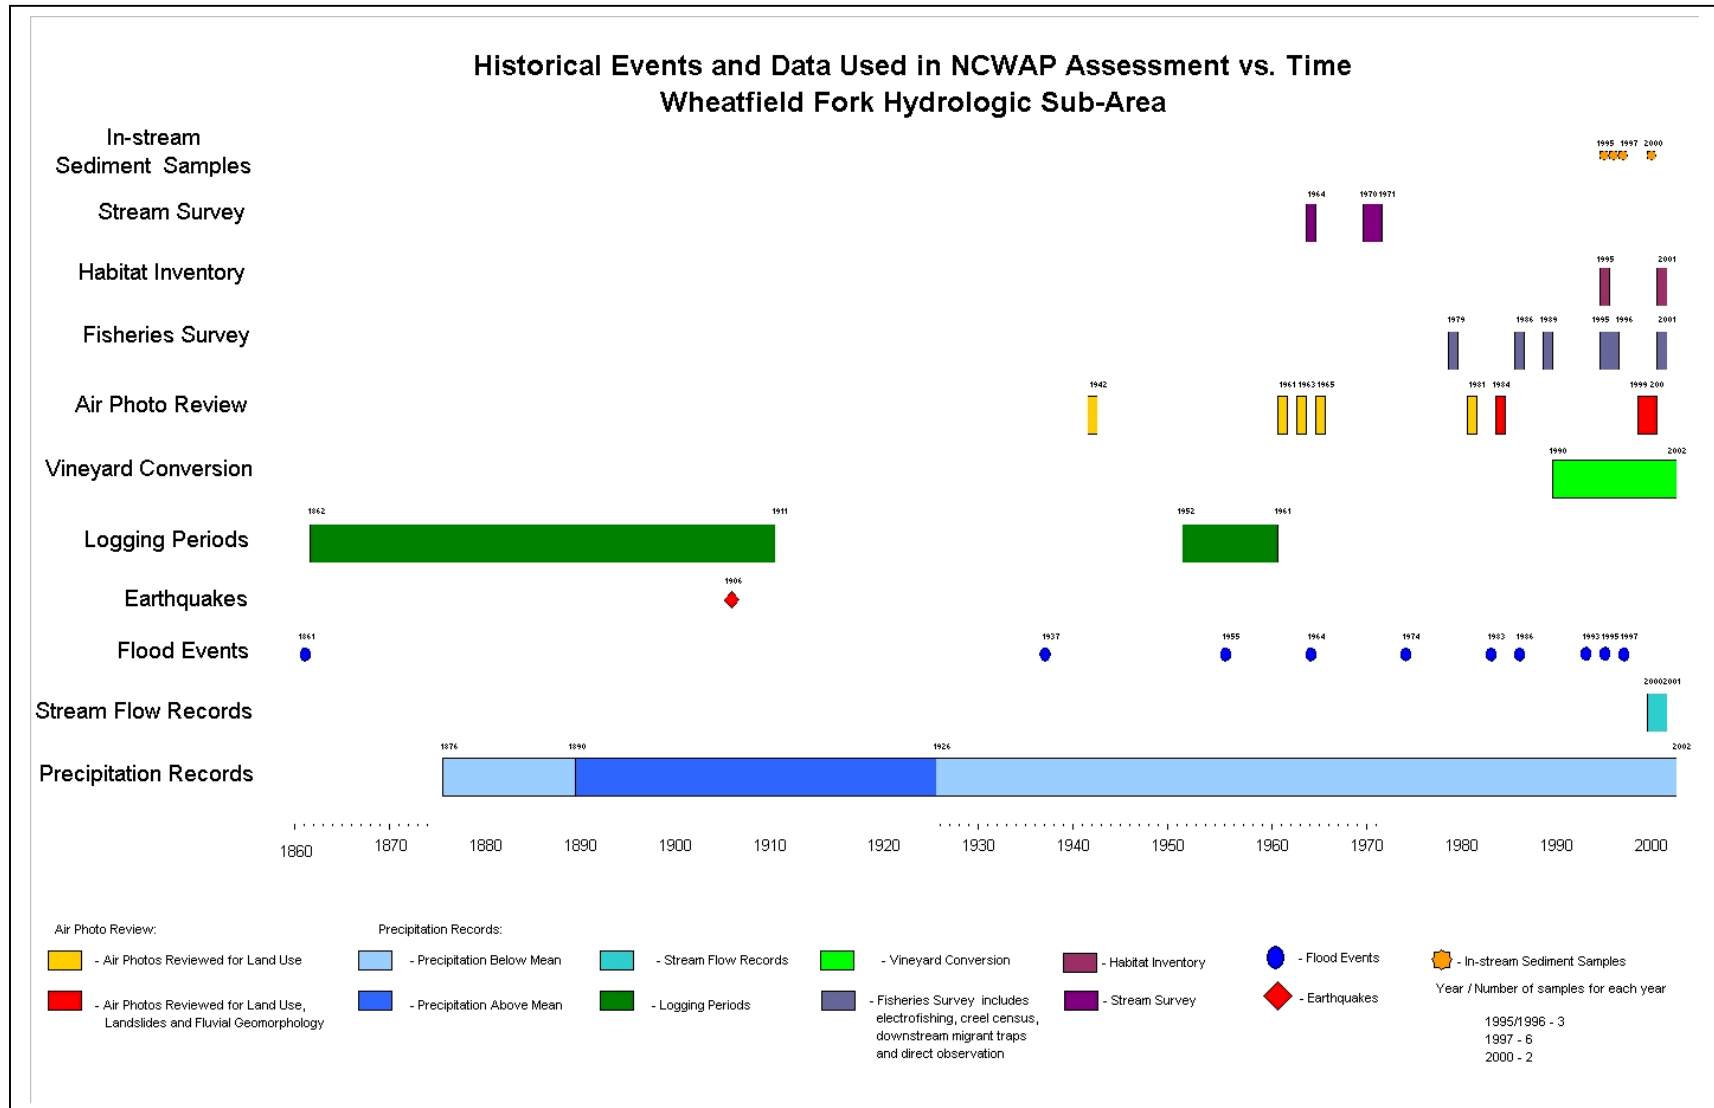 Historical Events and Data Used in NCWAP Assessment vs. Time
Wheatfield Fork Hydrologic Sub-Area
In-stream
Sediment Samples
1995 1997 2000
Stream Survey
1964 1970 1971
Habitat Inventory
1995 2001
Fisheries Survey
1979 1986 1989 1995 1996 2001
Air Photo Review
1942 1961 1963 1965 1981 1984 1999 200
Vineyard Conversion
1990 2002
Logging Periods
1862 1911 1952 1961
Earthquakes
1906
Flood Events
1861 1937 1955 1964 1974 1983 1986 1993 1995 1997
Stream Flow Records
2000 2001
Precipitation Records
1876 1890 1926 2002
1860 1870 1880 1890 1900 1910 1920 1930 1940 1950 1960 1970 1980 1990 2000
Air Photo Review:
- Air Photos Reviewed for Land Use
- Air Photos Reviewed for Land Use,
Landslides and Fluvial Geomorphology
Precipitation Records:
- Precipitation Below Mean
- Precipitation Above Mean
- Stream Flow Records
- Logging Periods
- Vineyard Conversion
- Fisheries Survey includes
electrofishing, creel census,
downstream migrant traps
and direct observation
- Habitat Inventory
- Stream Survey
- Flood Events
- Earthquakes
- In-stream Sediment Samples
Year / Number of samples for each year
1995/1996 - 3
1997 - 6
2000 - 2